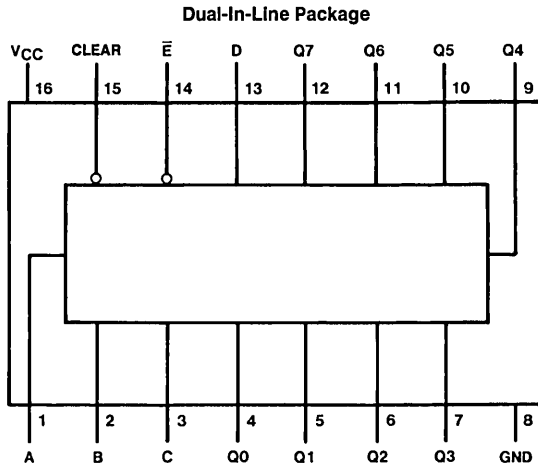 Dual-In-Line Package
VCC CLEAR E̅ D Q7 Q6 Q5 Q4
16 15 14 13 12 11 10 9
1 2 3 4 5 6 7 8
A B C Q0 Q1 Q2 Q3 GND